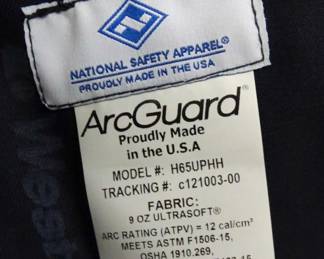 NATIONAL SAFETY APPAREL®
PROUDLY MADE IN THE USA
ArcGuard®
Proudly Made
in the U.S.A
MODEL #: H65UPHH
TRACKING #: c121003-00
FABRIC:
9 OZ ULTRASOFT®
ARC RATING (ATPV) = 12 cal/cm²
MEETS ASTM F1506-15,
OSHA 1910.269,